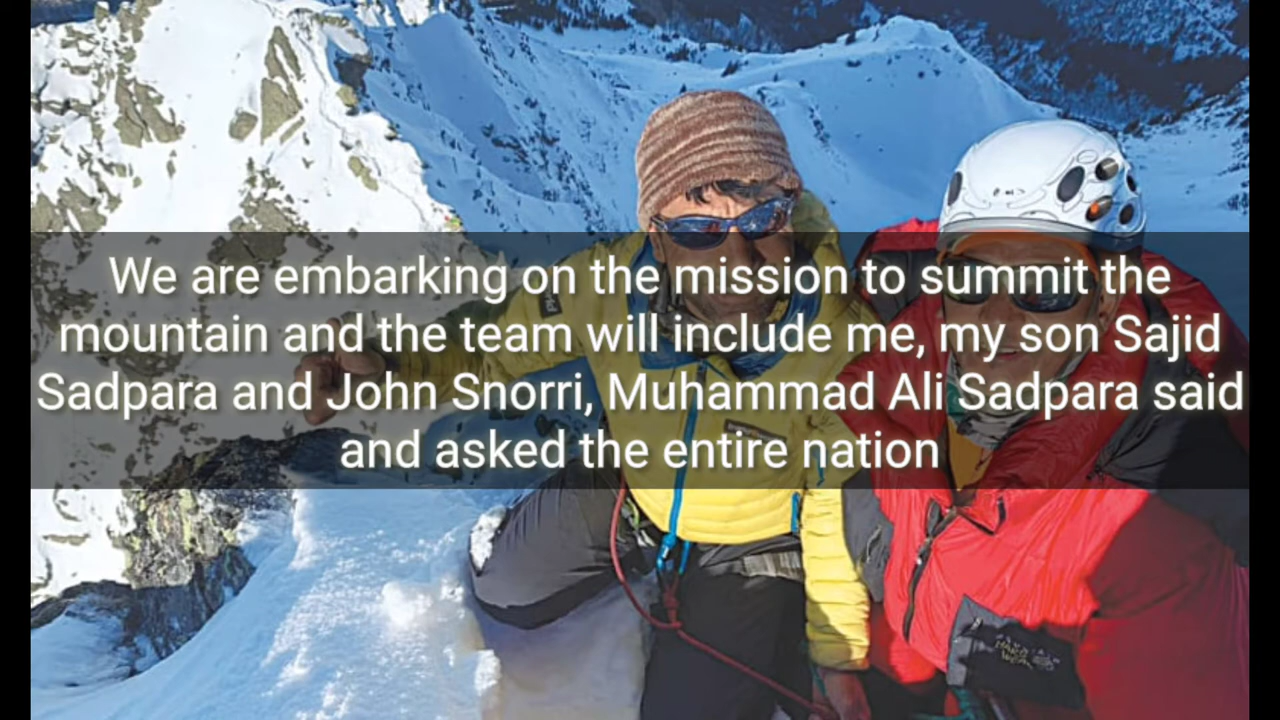 We are embarking on the mission to summit the
mountain and the team will include me, my son Sajid
Sadpara and John Snorri, Muhammad Ali Sadpara said
and asked the entire nation